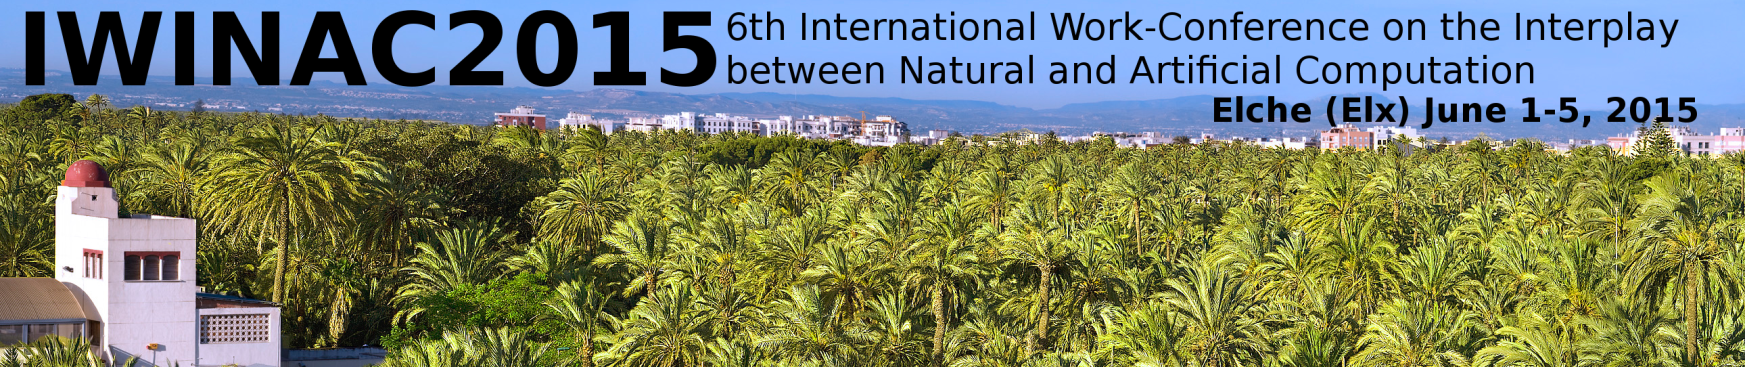 IWINAC2015
6th International Work-Conference on the Interplay
between Natural and Artificial Computation
Elche (Elx) June 1-5, 2015